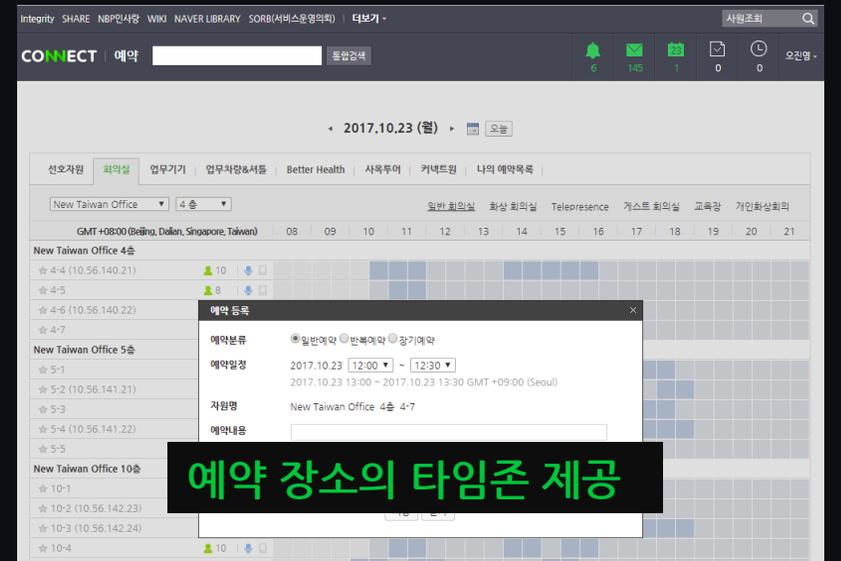 Integrity SHARE NBP인사랑 WIKI NAVER LIBRARY SORB(서비스운영의회) 더보기 사원조회
CONNECT 예약 통합검색 6 145 23 1 0 0 오진영
2017.10.23 (월) 오늘
선호자원 회의실 업무기기 업무차량&셔틀 Better Health 사옥투어 커넥트원 나의 예약목록
New Taiwan Office 4 층 일반 회의실 화상 회의실 Telepresence 게스트 회의실 교육장 개인화상회의
GMT +08:00 (Beijing, Dalian, Singapore, Taiwan) 08 09 10 11 12 13 14 15 16 17 18 19 20 21
New Taiwan Office 4층
4-4 (10.56.140.21) 10
4-5 8
4-6 (10.56.140.22)
4-7
New Taiwan Office 5층
5-1
5-2 (10.56.141.21)
5-3
5-4 (10.56.141.22)
5-5
New Taiwan Office 10층
10-1
10-2 (10.56.142.23)
10-3 (10.56.142.24)
10-4 10
예약 등록
예약분류 일반예약 반복예약 장기예약
예약일정 2017.10.23 12:00 ~ 12:30
2017.10.23 13:00 ~ 2017.10.23 13:30 GMT +09:00 (Seoul)
자원명 New Taiwan Office 4층 4-7
예약내용
예약 장소의 타임존 제공